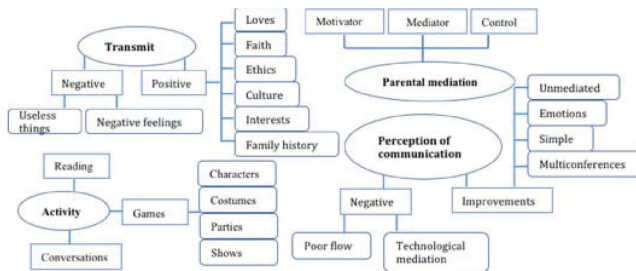 Transmit
Negative
Positive
Useless
things
Negative feelings
Loves
Faith
Ethics
Culture
Interests
Family history
Motivator
Mediator
Control
Parental mediation
Perception of
communication
Negative
Improvements
Poor flow
Technological
mediation
Unmediated
Emotions
Simple
Multiconferences
Reading
Activity
Conversations
Games
Characters
Costumes
Parties
Shows